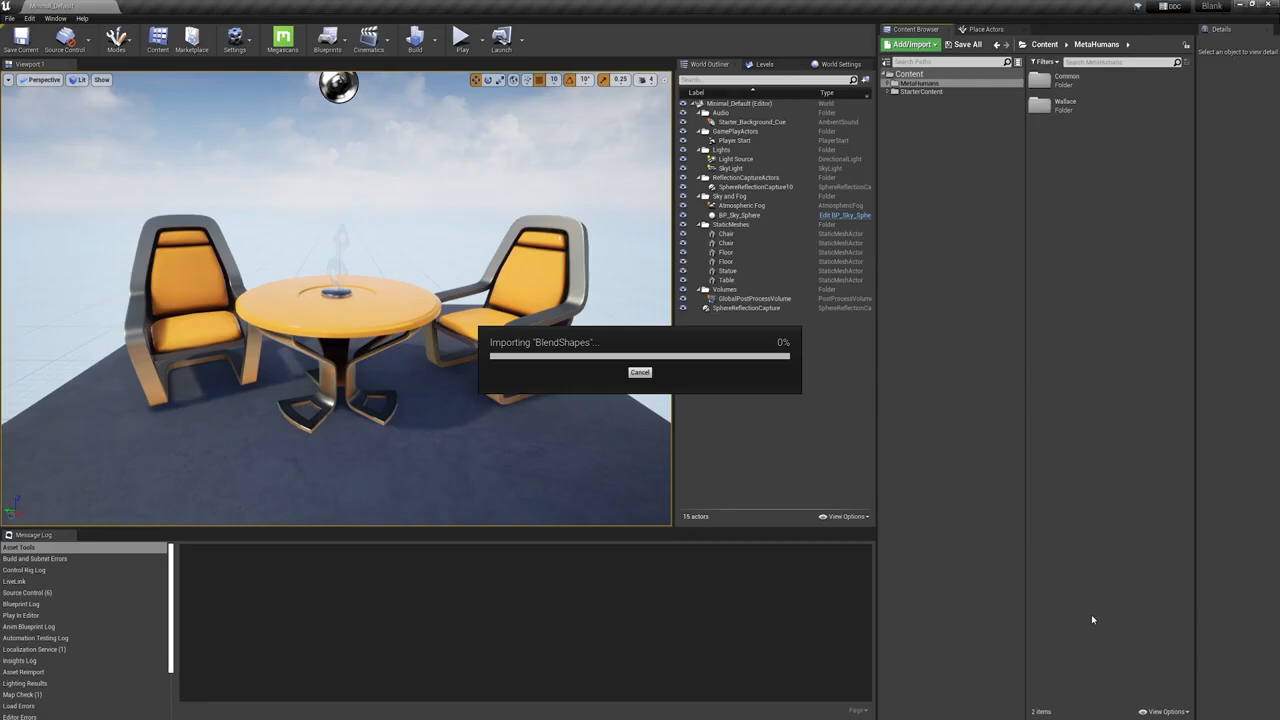 Minimal_Default
DDC
Blank
File Edit Window Help
Save Current
Source Control
Modes
Content
Marketplace
Settings
Megascans
Blueprints
Cinematics
Build
Play
Launch
Content Browser
Place Actors
Details
Add/Import
Save All
Content
MetaHumans
Select an object to view details.
Viewport 1
Perspective
Lit
Show
10
10°
0.25
4
World Outliner
Levels
World Settings
Search...
Label
Type
Minimal_Default (Editor) World
Audio Folder
Starter_Background_Cue AmbientSound
GamePlayActors Folder
Player Start PlayerStart
Lights Folder
Light Source DirectionalLight
SkyLight SkyLight
ReflectionCaptureActors Folder
SphereReflectionCapture10 SphereReflectionCa
Sky and Fog Folder
Atmospheric Fog AtmosphericFog
BP_Sky_Sphere Edit BP_Sky_Sphe
StaticMeshes Folder
Chair StaticMeshActor
Chair StaticMeshActor
Floor StaticMeshActor
Floor StaticMeshActor
Statue StaticMeshActor
Table StaticMeshActor
Volumes Folder
GlobalPostProcessVolume PostProcessVolume
SphereReflectionCapture SphereReflectionCa
15 actors
View Options
Search Paths
Content
MetaHumans
StarterContent
Filters
Search MetaHumans
Common
Folder
Wallace
Folder
2 items
View Options
Importing "BlendShapes"... 0%
Cancel
Message Log
Asset Tools
Build and Submit Errors
Control Rig Log
LiveLink
Source Control (6)
Blueprint Log
Play In Editor
Anim Blueprint Log
Automation Testing Log
Localization Service (1)
Insights Log
Asset Reimport
Lighting Results
Map Check (1)
Load Errors
Editor Errors
Page